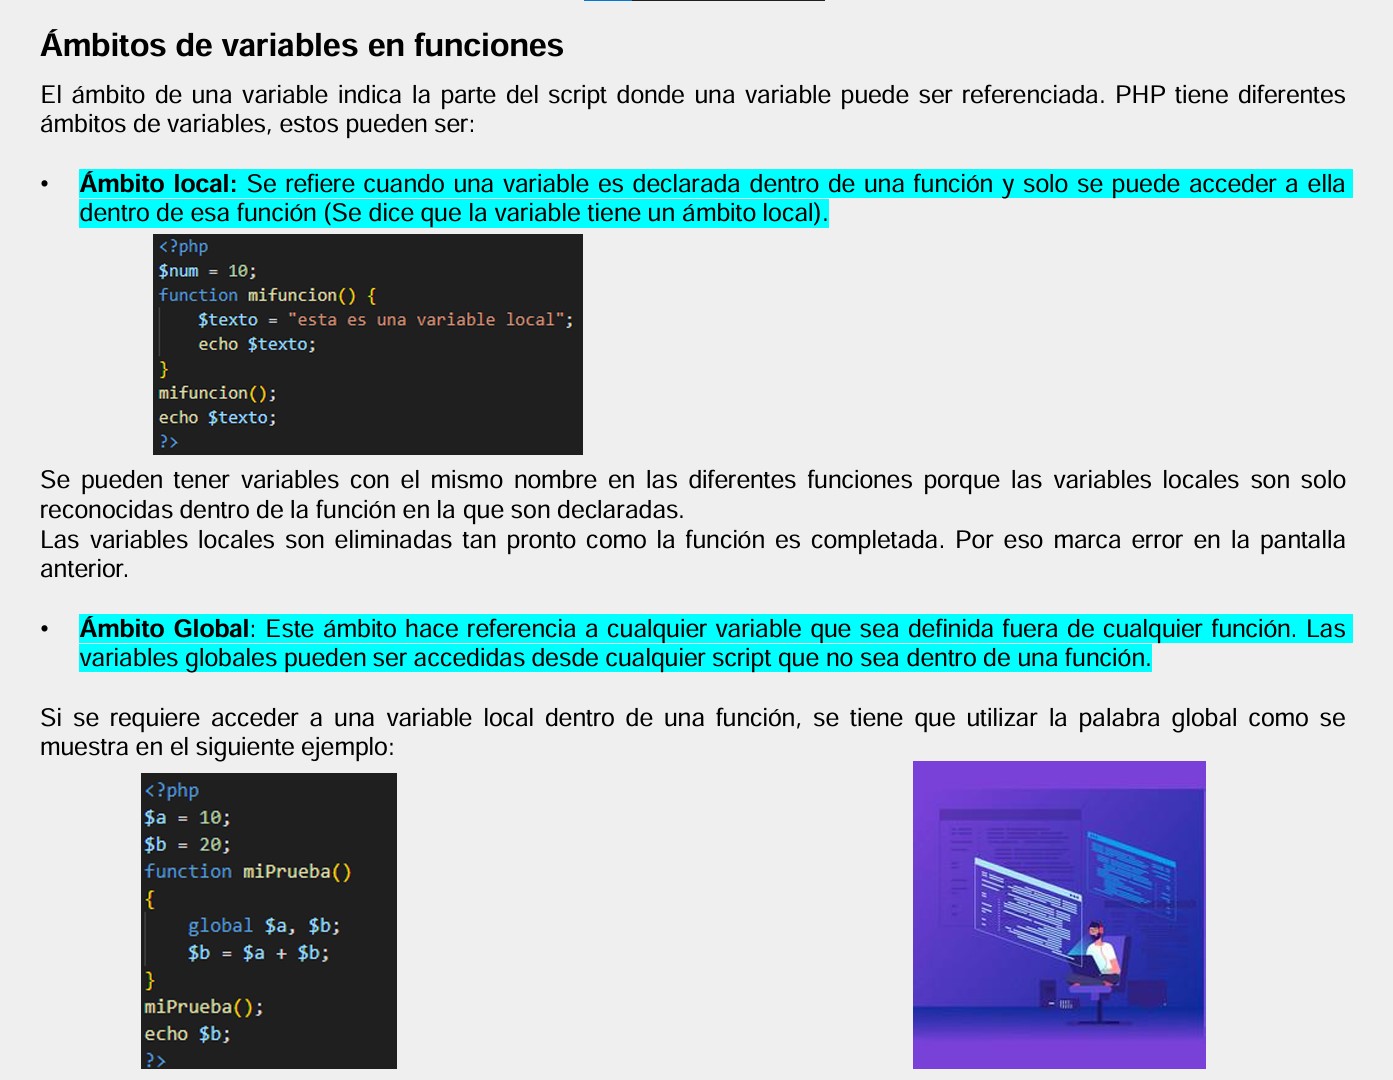 Ámbitos de variables en funciones
El ámbito de una variable indica la parte del script donde una variable puede ser referenciada. PHP tiene diferentes
ámbitos de variables, estos pueden ser:
• Ámbito local: Se refiere cuando una variable es declarada dentro de una función y solo se puede acceder a ella
dentro de esa función (Se dice que la variable tiene un ámbito local).
<?php
$num = 10;
function mifuncion() {
    $texto = "esta es una variable local";
    echo $texto;
}
mifuncion();
echo $texto;
?>
Se pueden tener variables con el mismo nombre en las diferentes funciones porque las variables locales son solo
reconocidas dentro de la función en la que son declaradas.
Las variables locales son eliminadas tan pronto como la función es completada. Por eso marca error en la pantalla
anterior.
• Ámbito Global: Este ámbito hace referencia a cualquier variable que sea definida fuera de cualquier función. Las
variables globales pueden ser accedidas desde cualquier script que no sea dentro de una función.
Si se requiere acceder a una variable local dentro de una función, se tiene que utilizar la palabra global como se
muestra en el siguiente ejemplo:
<?php
$a = 10;
$b = 20;
function miPrueba()
{
    global $a, $b;
    $b = $a + $b;
}
miPrueba();
echo $b;
?>